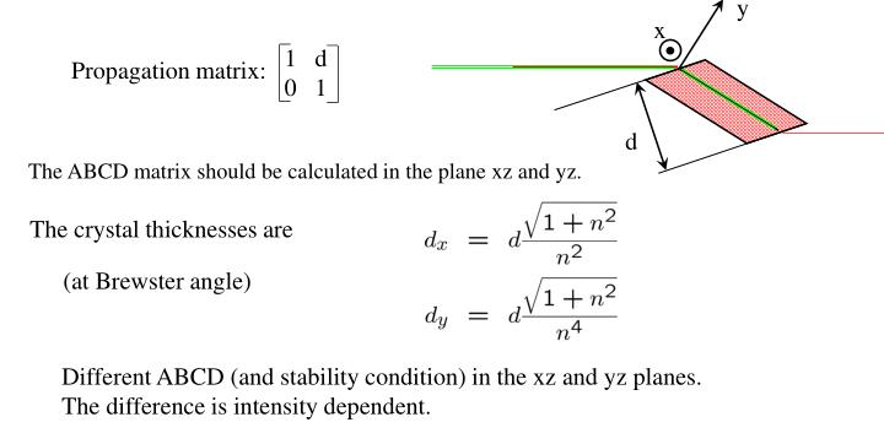 y
x
Propagation matrix: [1 d
0 1]
d
The ABCD matrix should be calculated in the plane xz and yz.
The crystal thicknesses are
(at Brewster angle)
dₓ = d √(1 + n²) / n²
d_y = d √(1 + n²) / n⁴
Different ABCD (and stability condition) in the xz and yz planes.
The difference is intensity dependent.